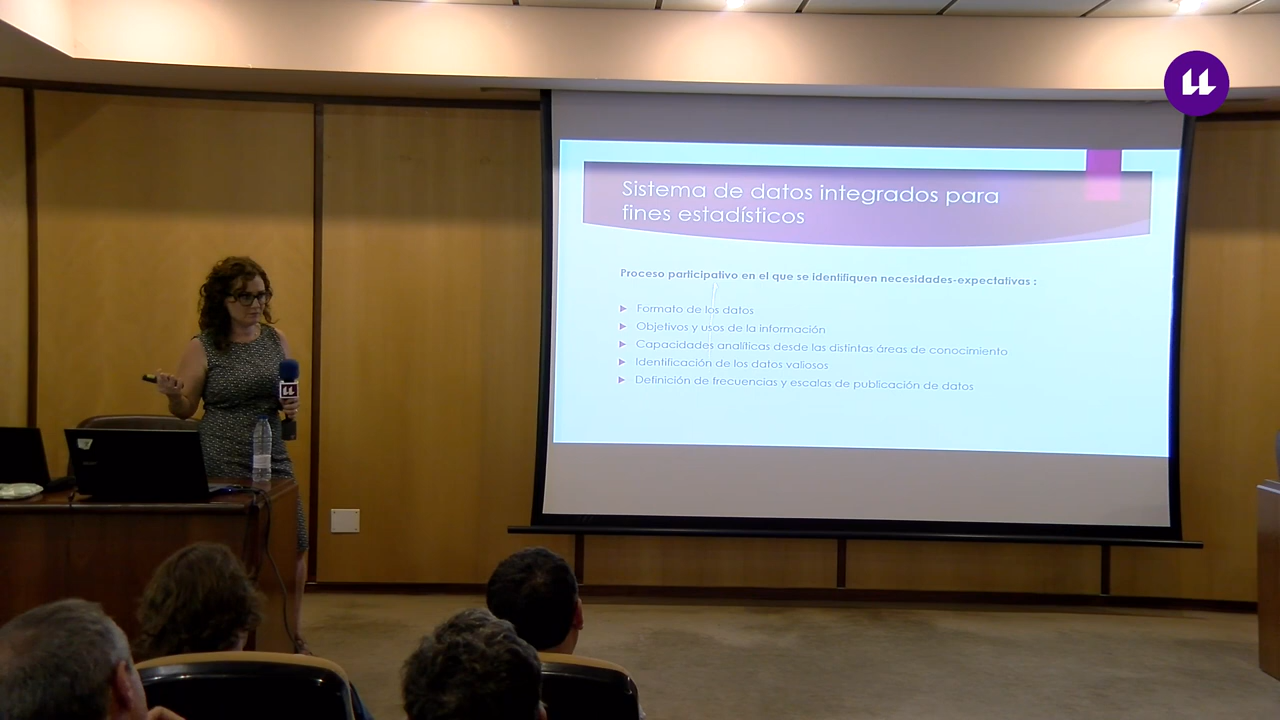 Sistema de datos integrados para
fines estadísticos
Proceso participativo en el que se identifiquen necesidades-expectativas :
Formato de los datos
Objetivos y usos de la información
Capacidades analíticas desde las distintas áreas de conocimiento
Identificación de los datos valiosos
Definición de frecuencias y escalas de publicación de datos